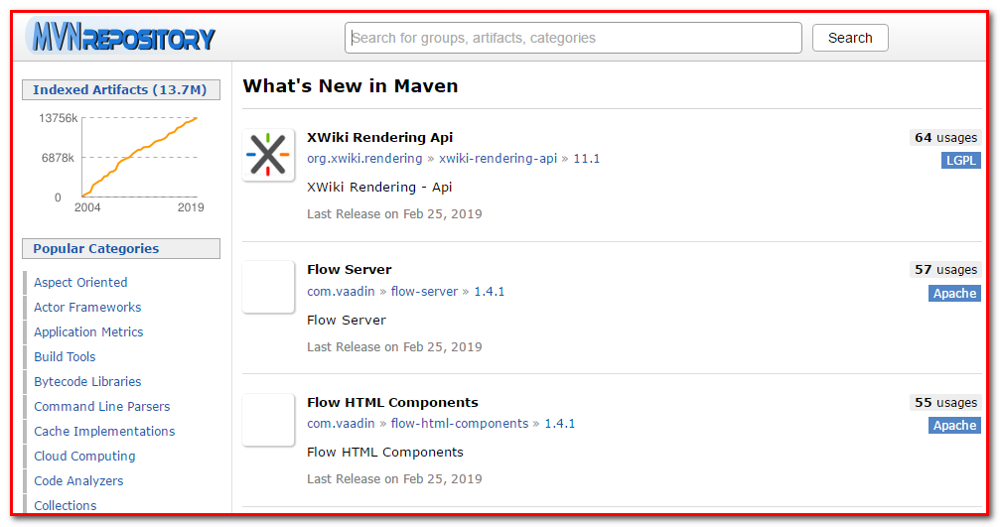 MVNREPOSITORY
Search for groups, artifacts, categories
Search
Indexed Artifacts (13.7M)
13756k
6878k
0
2004 2019
Popular Categories
Aspect Oriented
Actor Frameworks
Application Metrics
Build Tools
Bytecode Libraries
Command Line Parsers
Cache Implementations
Cloud Computing
Code Analyzers
Collections
What's New in Maven
XWiki Rendering Api
64 usages
org.xwiki.rendering » xwiki-rendering-api » 11.1
LGPL
XWiki Rendering - Api
Last Release on Feb 25, 2019
Flow Server
57 usages
com.vaadin » flow-server » 1.4.1
Apache
Flow Server
Last Release on Feb 25, 2019
Flow HTML Components
55 usages
com.vaadin » flow-html-components » 1.4.1
Apache
Flow HTML Components
Last Release on Feb 25, 2019